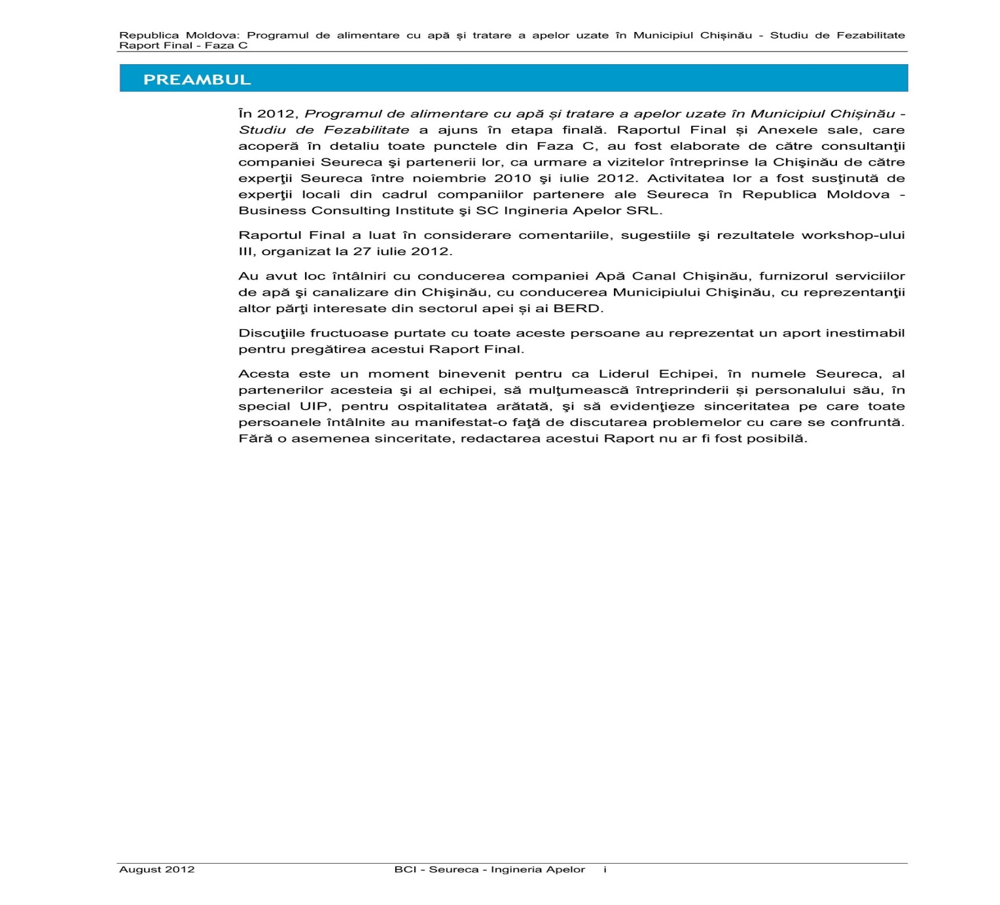 Republica Moldova: Programul de alimentare cu apă și tratare a apelor uzate în Municipiul Chișinău - Studiu de Fezabilitate
Raport Final - Faza C
PREAMBUL
În 2012, Programul de alimentare cu apă și tratare a apelor uzate în Municipiul Chișinău -
Studiu de Fezabilitate a ajuns în etapa finală. Raportul Final și Anexele sale, care
acoperă în detaliu toate punctele din Faza C, au fost elaborate de către consultanţii
companiei Seureca şi partenerii lor, ca urmare a vizitelor întreprinse la Chişinău de către
experţii Seureca între noiembrie 2010 şi iulie 2012. Activitatea lor a fost susţinută de
experţii locali din cadrul companiilor partenere ale Seureca în Republica Moldova -
Business Consulting Institute şi SC Ingineria Apelor SRL.
Raportul Final a luat în considerare comentariile, sugestiile şi rezultatele workshop-ului
III, organizat la 27 iulie 2012.
Au avut loc întâlniri cu conducerea companiei Apă Canal Chişinău, furnizorul serviciilor
de apă şi canalizare din Chişinău, cu conducerea Municipiului Chişinău, cu reprezentanţii
altor părţi interesate din sectorul apei și ai BERD.
Discuţiile fructuoase purtate cu toate aceste persoane au reprezentat un aport inestimabil
pentru pregătirea acestui Raport Final.
Acesta este un moment binevenit pentru ca Liderul Echipei, în numele Seureca, al
partenerilor acesteia şi al echipei, să mulţumească întreprinderii și personalului său, în
special UIP, pentru ospitalitatea arătată, şi să evidenţieze sinceritatea pe care toate
persoanele întâlnite au manifestat-o faţă de discutarea problemelor cu care se confruntă.
Fără o asemenea sinceritate, redactarea acestui Raport nu ar fi fost posibilă.
August 2012 BCI - Seureca - Ingineria Apelor i